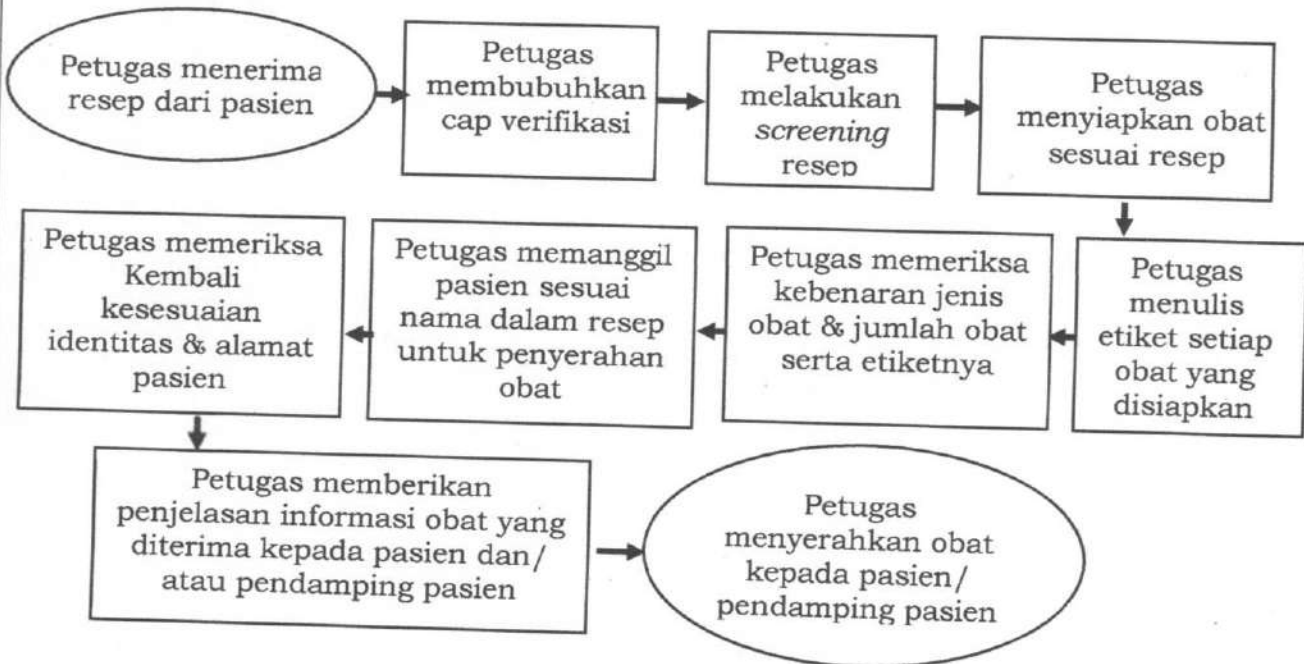 Petugas menerima
resep dari pasien
Petugas
membubuhkan
cap verifikasi
Petugas
melakukan
screening
resep
Petugas
menyiapkan obat
sesuai resep
Petugas
menulis
etiket setiap
obat yang
disiapkan
Petugas memeriksa
kebenaran jenis
obat & jumlah obat
serta etiketnya
Petugas memanggil
pasien sesuai
nama dalam resep
untuk penyerahan
obat
Petugas memeriksa
Kembali
kesesuaian
identitas & alamat
pasien
Petugas memberikan
penjelasan informasi obat yang
diterima kepada pasien dan/
atau pendamping pasien
Petugas
menyerahkan obat
kepada pasien/
pendamping pasien